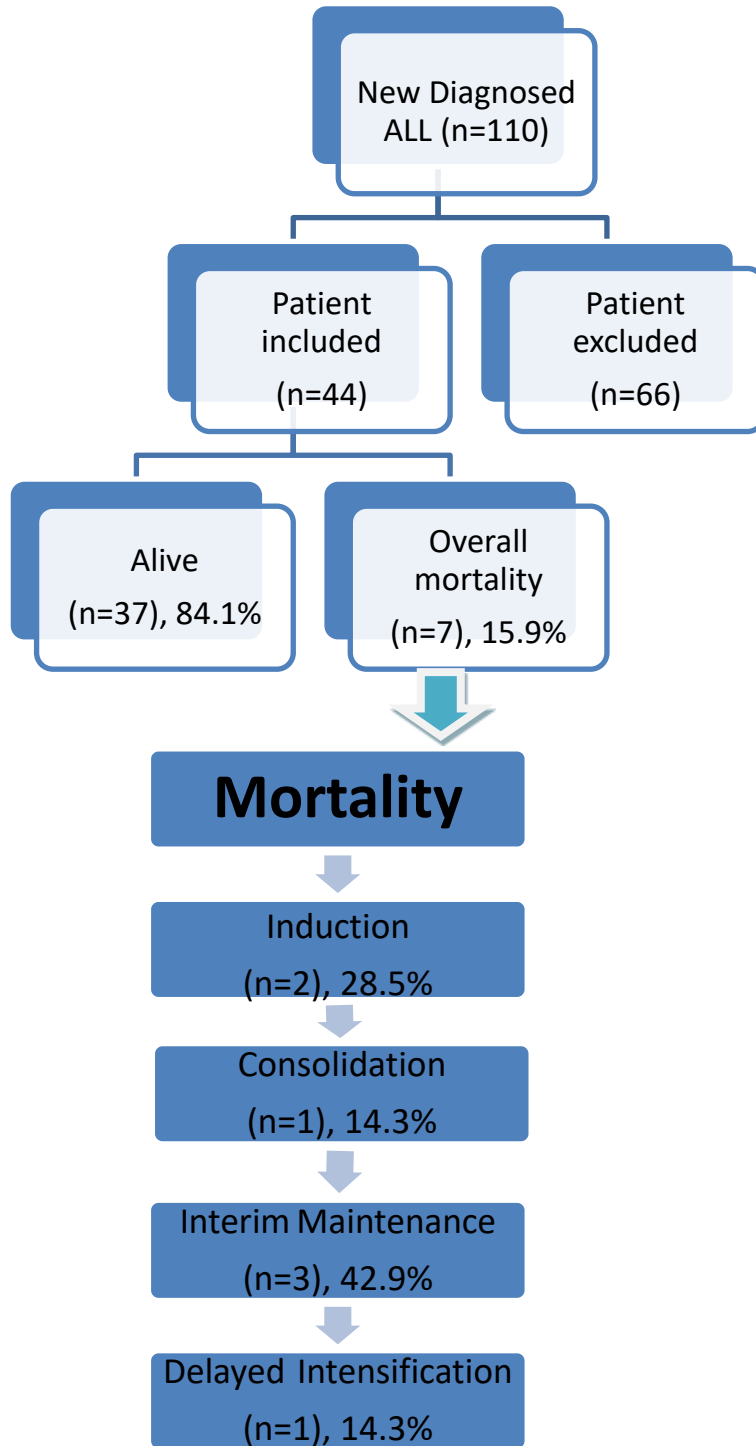 New Diagnosed
ALL (n=110)
Patient
included
(n=44)
Patient
excluded
(n=66)
Alive
(n=37), 84.1%
Overall
mortality
(n=7), 15.9%
Mortality
Induction
(n=2), 28.5%
Consolidation
(n=1), 14.3%
Interim Maintenance
(n=3), 42.9%
Delayed Intensification
(n=1), 14.3%